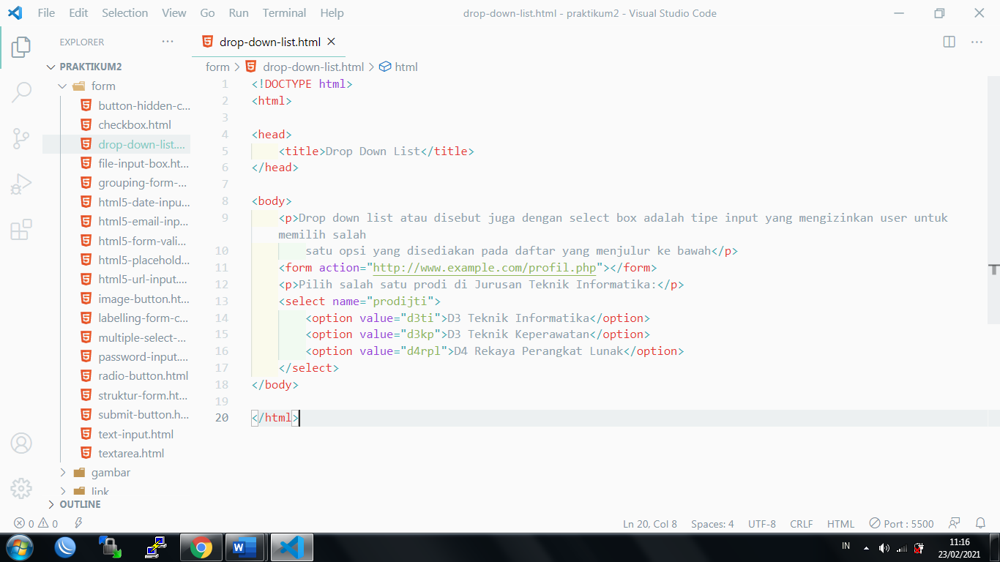 File Edit Selection View Go Run Terminal Help
drop-down-list.html - praktikum2 - Visual Studio Code
EXPLORER
drop-down-list.html
PRAKTIKUM2
form
button-hidden-c...
checkbox.html
drop-down-list....
file-input-box.ht...
grouping-form-...
html5-date-inpu...
html5-email-inp...
html5-form-vali...
html5-placehold...
html5-url-input....
image-button.ht...
labelling-form-c...
multiple-select-...
password-input....
radio-button.html
struktur-form.ht...
submit-button.h...
text-input.html
textarea.html
gambar
link
OUTLINE
form > drop-down-list.html > html
1 <!DOCTYPE html>
2 <html>
3
4 <head>
5 <title>Drop Down List</title>
6 </head>
7
8 <body>
9 <p>Drop down list atau disebut juga dengan select box adalah tipe input yang mengizinkan user untuk
memilih salah
10 satu opsi yang disediakan pada daftar yang menjulur ke bawah</p>
11 <form action="http://www.example.com/profil.php"></form>
12 <p>Pilih salah satu prodi di Jurusan Teknik Informatika:</p>
13 <select name="prodijti">
14 <option value="d3ti">D3 Teknik Informatika</option>
15 <option value="d3kp">D3 Teknik Keperawatan</option>
16 <option value="d4rpl">D4 Rekaya Perangkat Lunak</option>
17 </select>
18 </body>
19
20 </html>
0 0
Ln 20, Col 8 Spaces: 4 UTF-8 CRLF HTML Port : 5500
IN
11:16
23/02/2021